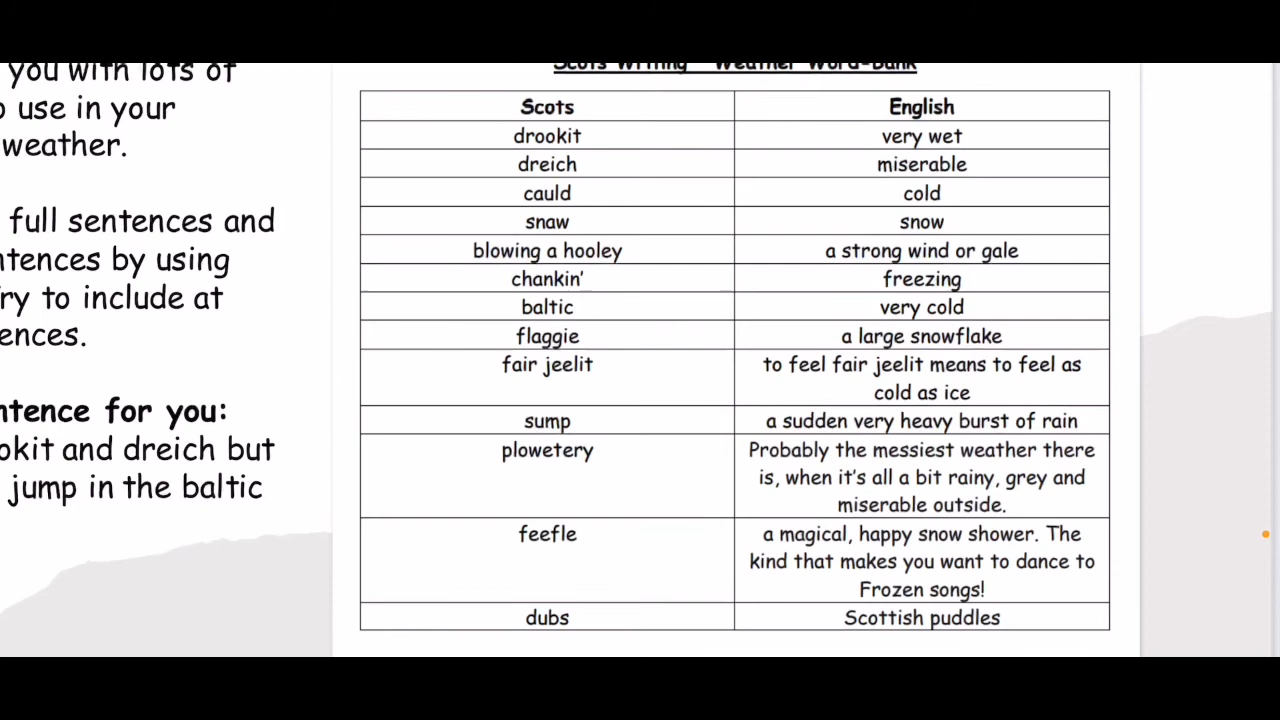 you with lots of
use in your
weather.
full sentences and
ntences by using
ry to include at
ences.
ntence for you:
okit and dreich but
jump in the baltic
Scots Writing - Weather Word-Bank
Scots English
drookit very wet
dreich miserable
cauld cold
snaw snow
blowing a hooley a strong wind or gale
chankin' freezing
baltic very cold
flaggie a large snowflake
fair jeelit to feel fair jeelit means to feel as
cold as ice
sump a sudden very heavy burst of rain
plowetery Probably the messiest weather there
is, when it's all a bit rainy, grey and
miserable outside.
feefle a magical, happy snow shower. The
kind that makes you want to dance to
Frozen songs!
dubs Scottish puddles